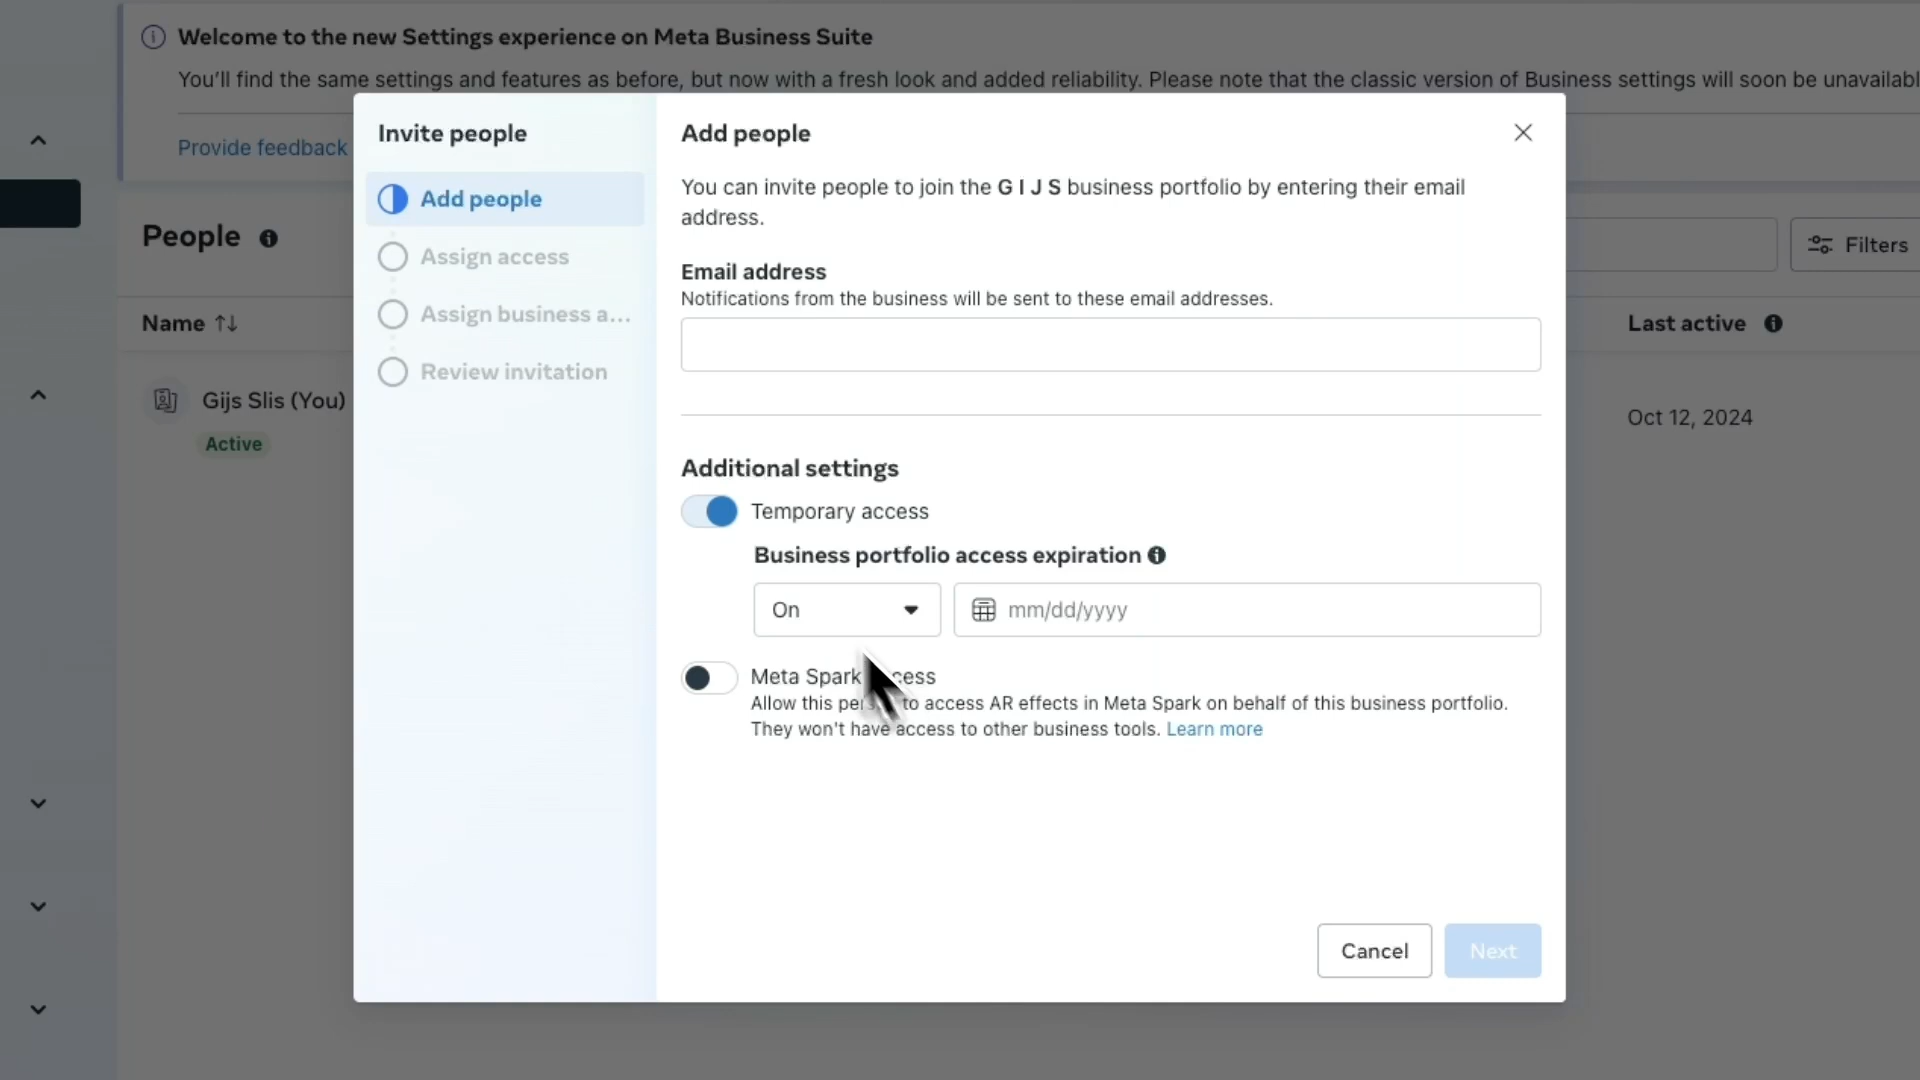 Welcome to the new Settings experience on Meta Business Suite
You'll find the same settings and features as before, but now with a fresh look and added reliability. Please note that the classic version of Business settings will soon be
Provide feedback
People
Filters
Name
Last active
Gijs Slis (You)
Active
Oct 12, 2024
Invite people
Add people
Assign access
Assign business a...
Review invitation
Add people
You can invite people to join the G I J S business portfolio by entering their email
address.
Email address
Notifications from the business will be sent to these email addresses.
Additional settings
Temporary access
Business portfolio access expiration
On
mm/dd/yyyy
Meta Spark
Allow this to access AR effects in Meta Spark on behalf of this business portfolio.
They won't have access to other business tools. Learn more
Cancel
Next